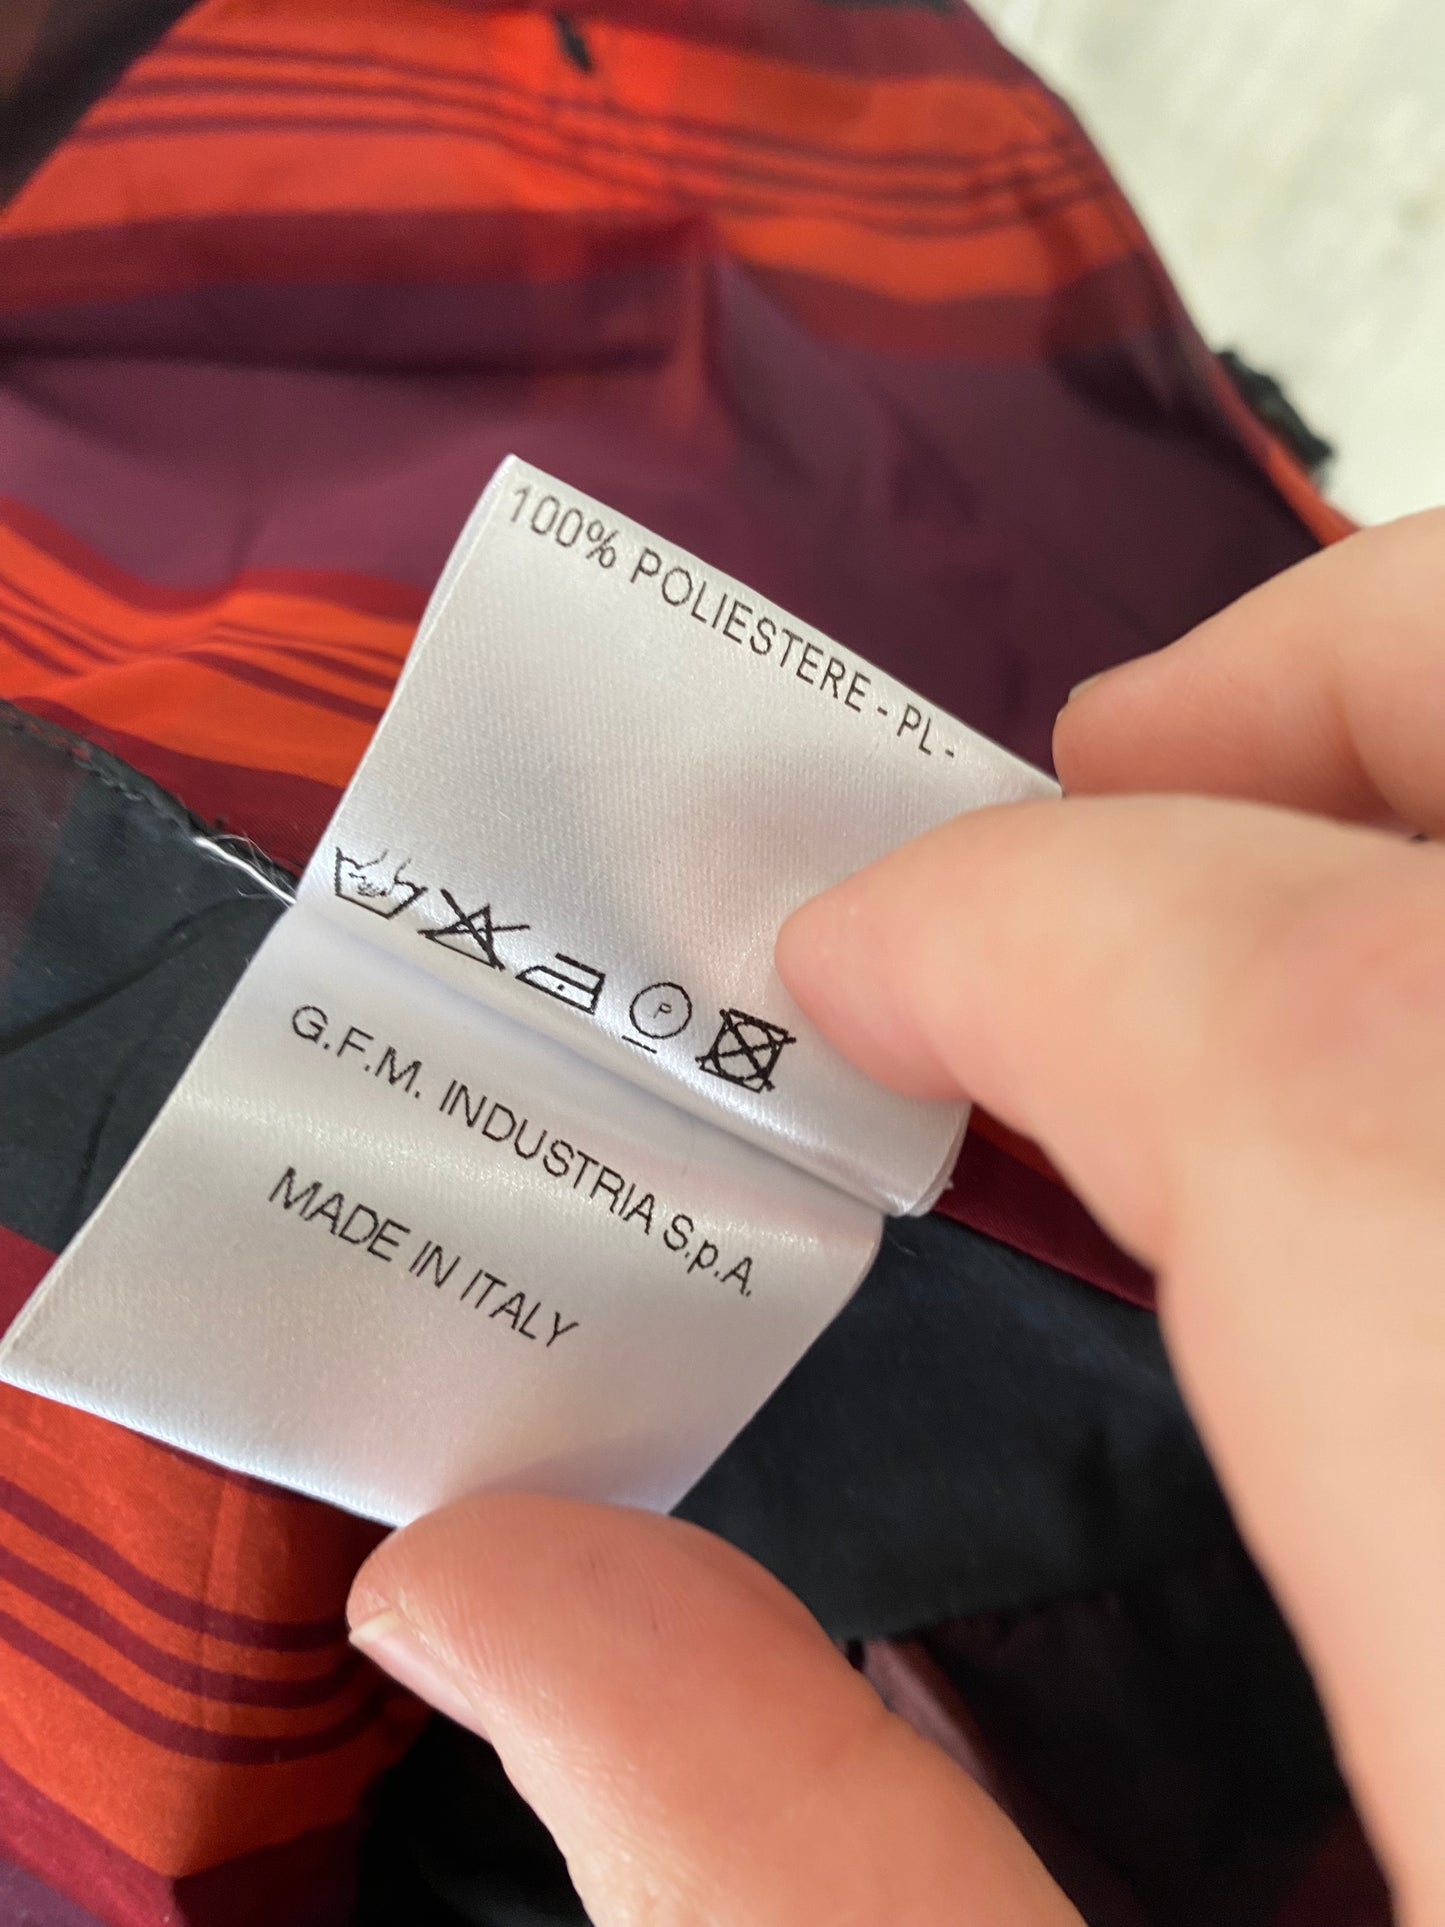 100% POLIESTERE - PL -
P
G.F.M. INDUSTRIA S.p.A.
MADE IN ITALY